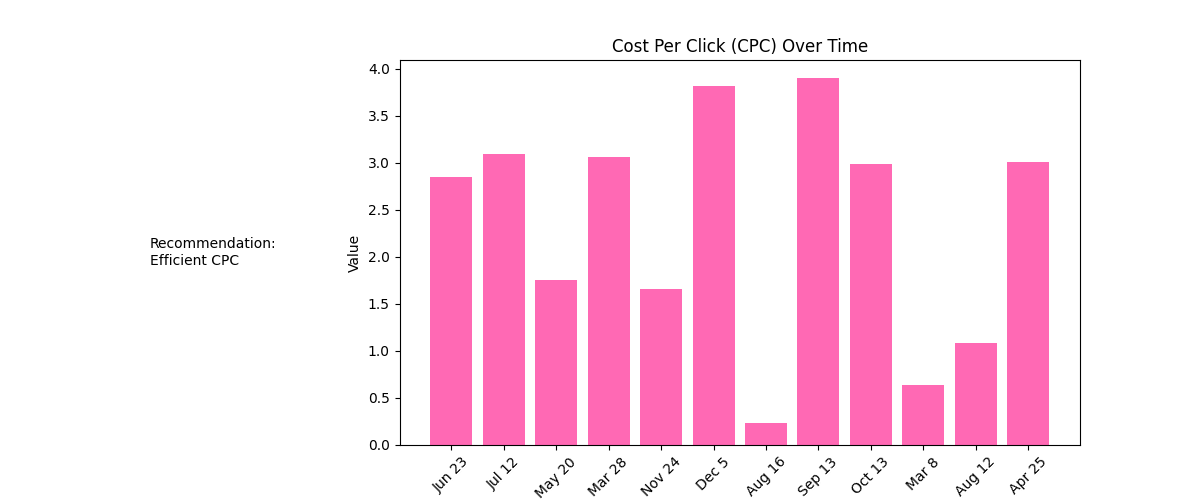 Cost Per Click (CPC) Over Time
Recommendation:
Efficient CPC
Value
4.0
3.5
3.0
2.5
2.0
1.5
1.0
0.5
0.0
Jun 23
Jul 12
May 20
Mar 28
Nov 24
Dec 5
Aug 16
Sep 13
Oct 13
Mar 8
Aug 12
Apr 25